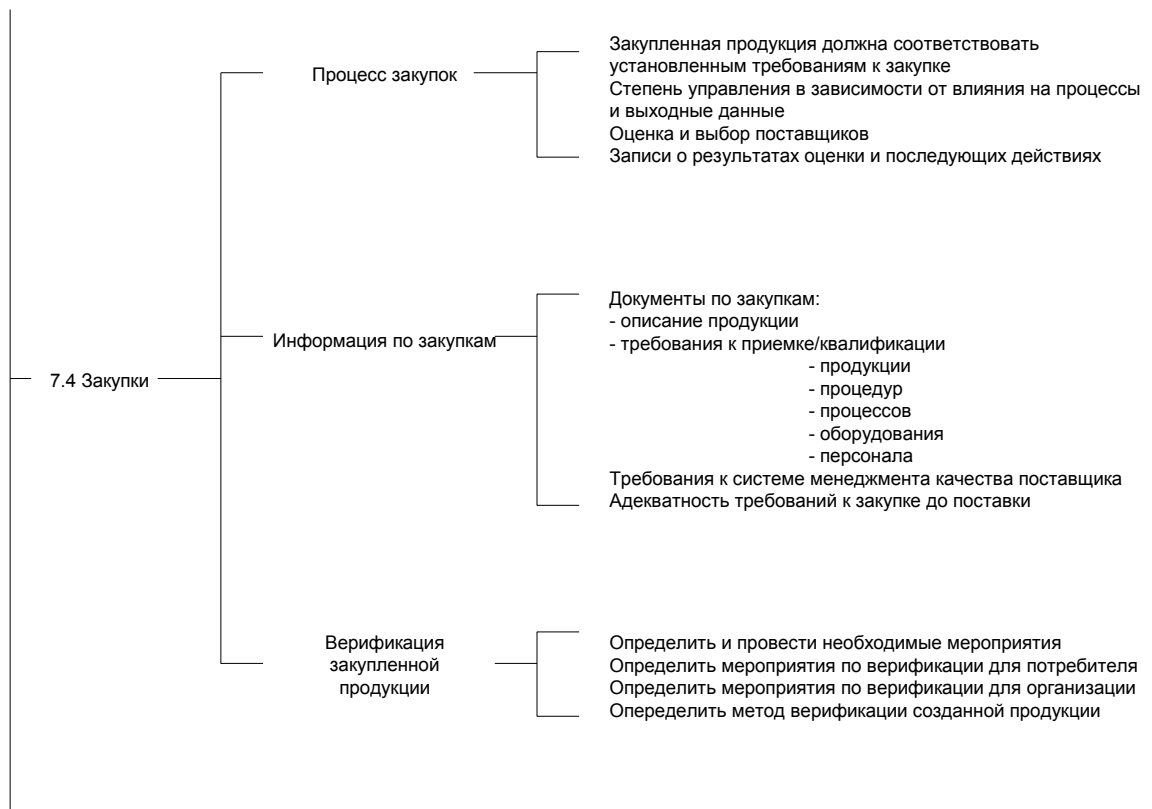 7.4 Закупки
Процесс закупок
Закупленная продукция должна соответствовать
установленным требованиям к закупке
Степень управления в зависимости от влияния на процессы
и выходные данные
Оценка и выбор поставщиков
Записи о результатах оценки и последующих действиях
Информация по закупкам
Документы по закупкам:
- описание продукции
- требования к приемке/квалификации
- продукции
- процедур
- процессов
- оборудования
- персонала
Требования к системе менеджмента качества поставщика
Адекватность требований к закупке до поставки
Верификация
закупленной
продукции
Определить и провести необходимые мероприятия
Определить мероприятия по верификации для потребителя
Определить мероприятия по верификации для организации
Опеределить метод верификации созданной продукции